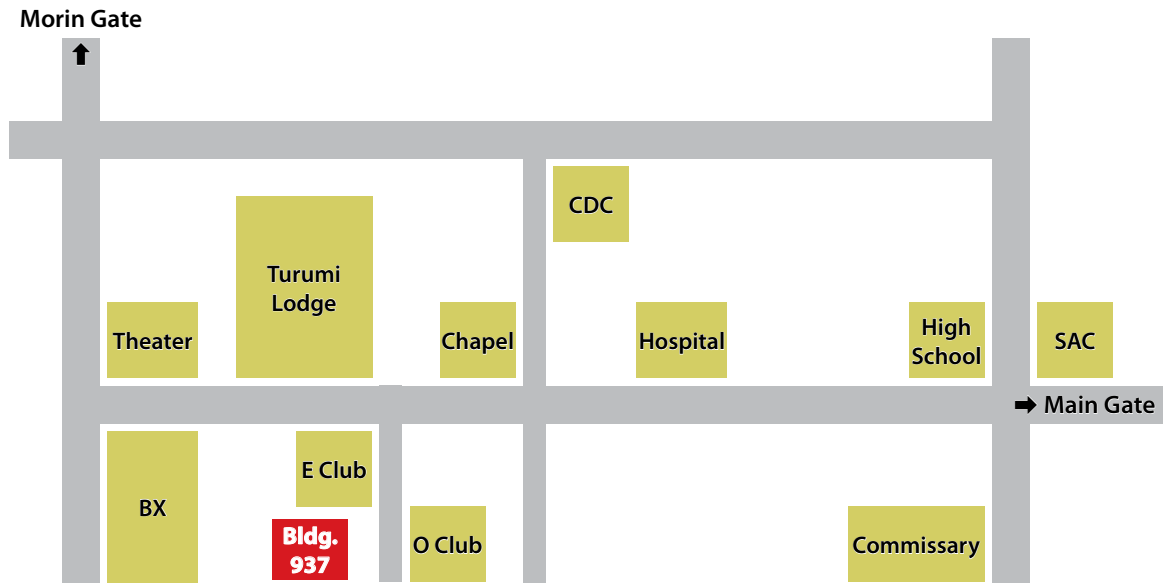 Morin Gate
CDC
Turumi
Lodge
Theater
Chapel
Hospital
High
School
SAC
Main Gate
BX
E Club
Bldg.
937
O Club
Commissary